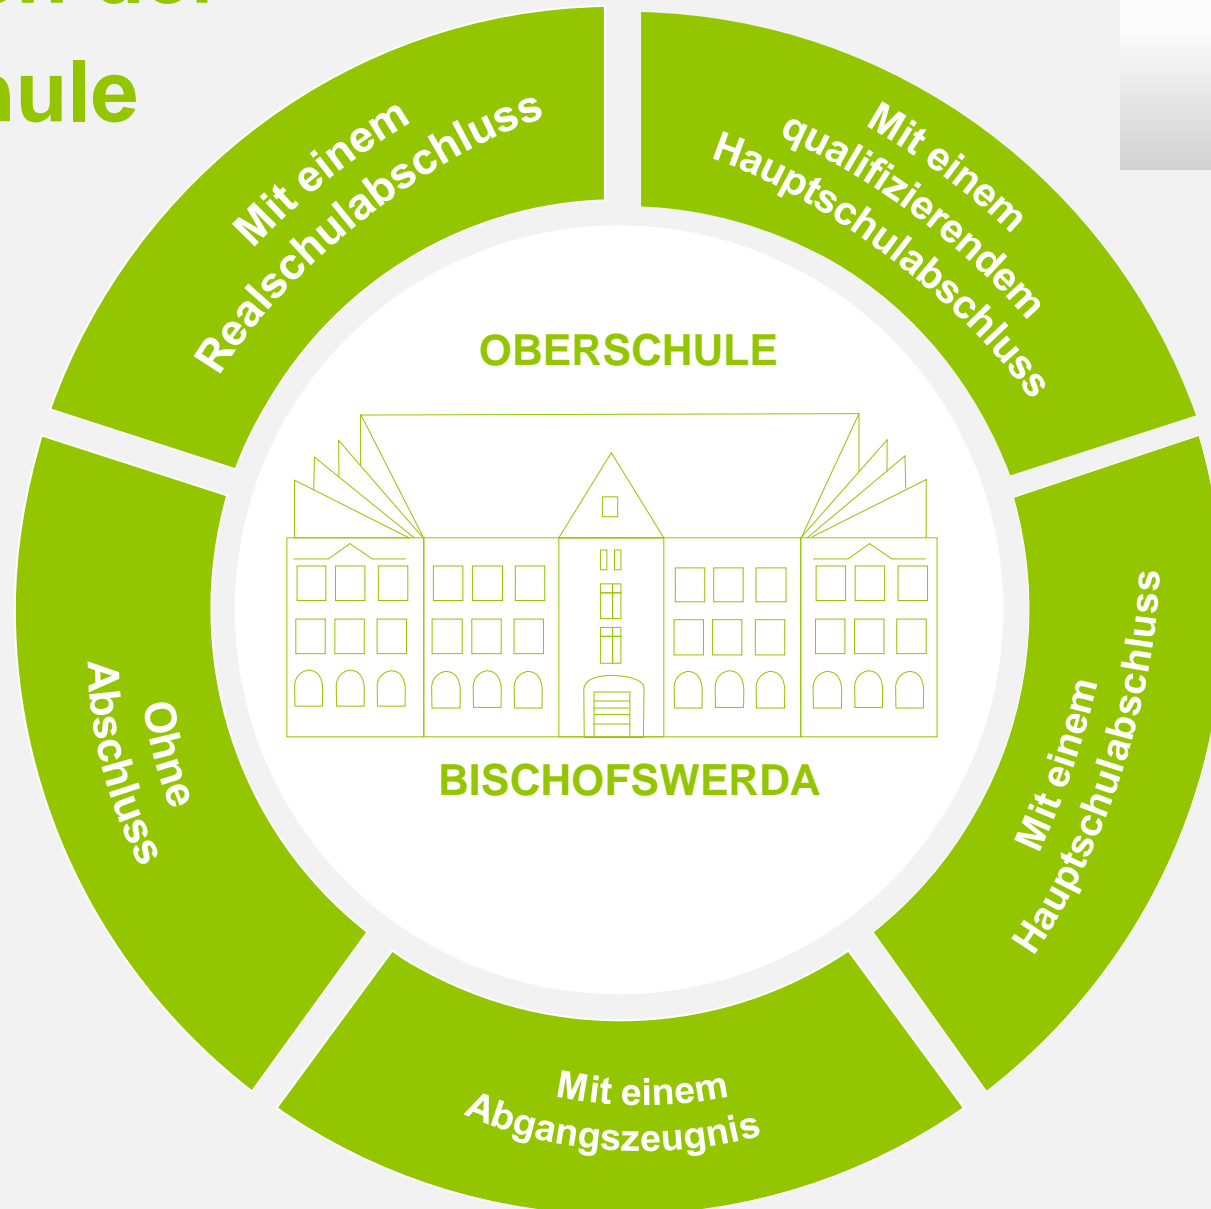 hule
Mit einem
Realschulabschluss
Mit einem
qualifizierendem
Hauptschulabschluss
OBERSCHULE
BISCHOFSWERDA
Mit einem
Hauptschulabschluss
Mit einem
Abgangszeugnis
Ohne
Abschluss